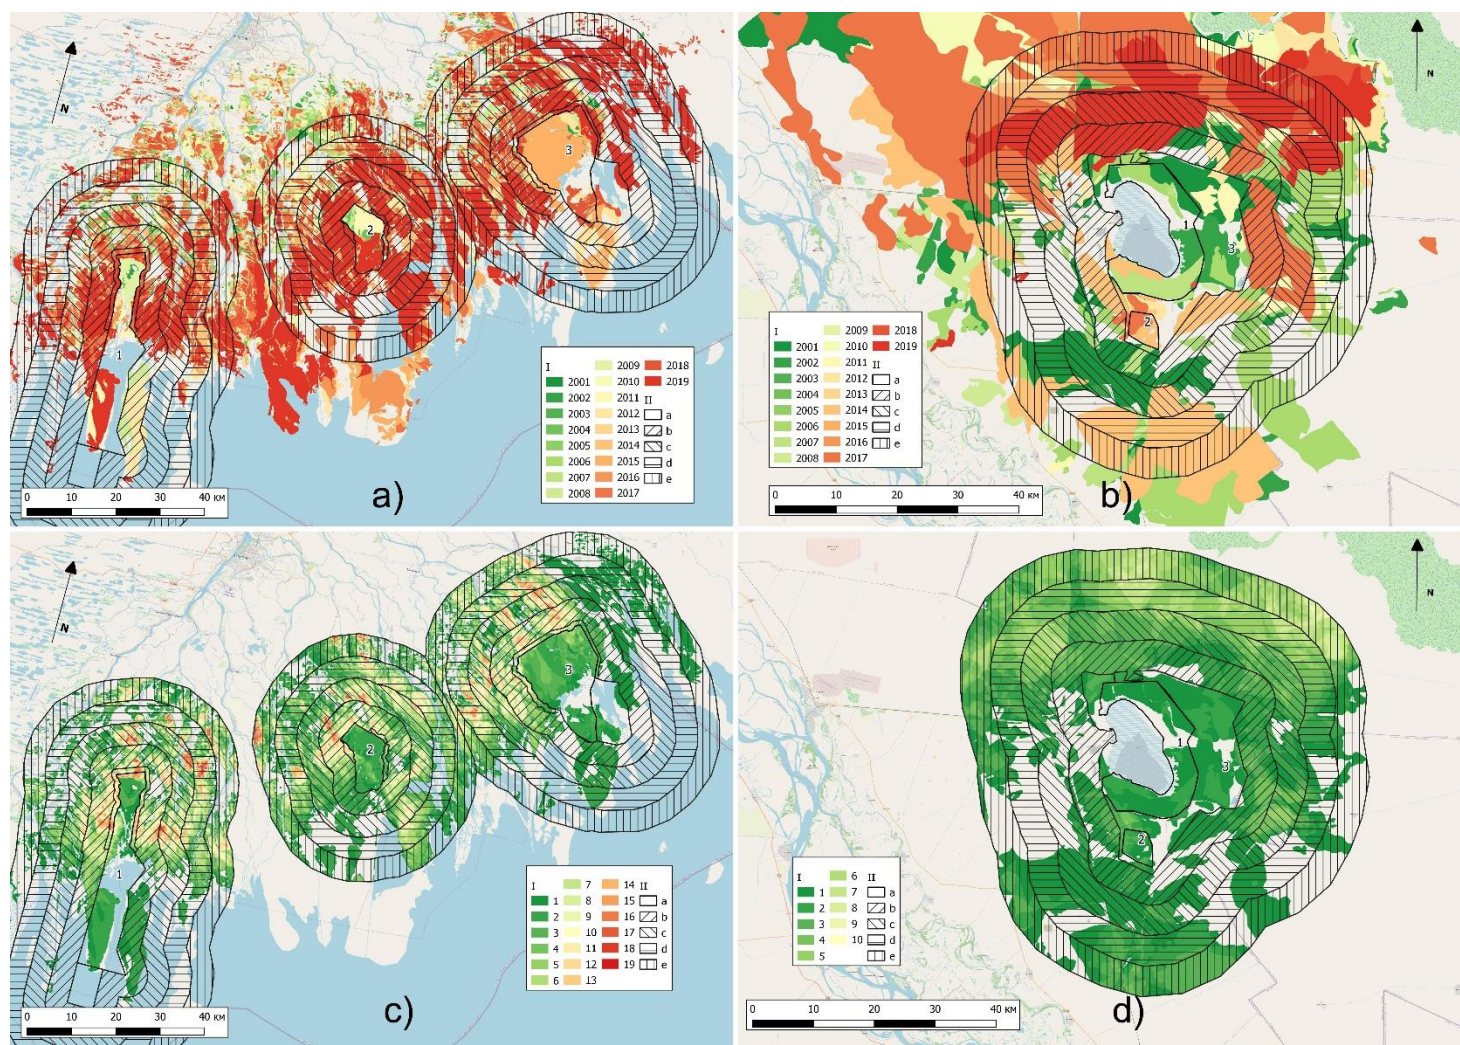 N
3
2
1
I 2009 2018
2001 2010 2019
2002 2011 II
2003 2012 a
2004 2013 b
2005 2014 c
2006 2015 d
2007 2016 e
2008 2017
0 10 20 30 40 км
a)
N
1
3
2
I 2009 2018
2001 2010 2019
2002 2011 II
2003 2012 a
2004 2013 b
2005 2014 c
2006 2015 d
2007 2016 e
2008 2017
0 10 20 30 40 км
b)
N
3
2
1
I 7 14 II
1 8 15 a
2 9 16 b
3 10 17 c
4 11 18 d
5 12 19 e
6 13
0 10 20 30 40 км
c)
N
1
3
2
I 6 II
1 7 a
2 8 b
3 9 c
4 10 d
5 e
0 10 20 30 40 км
d)